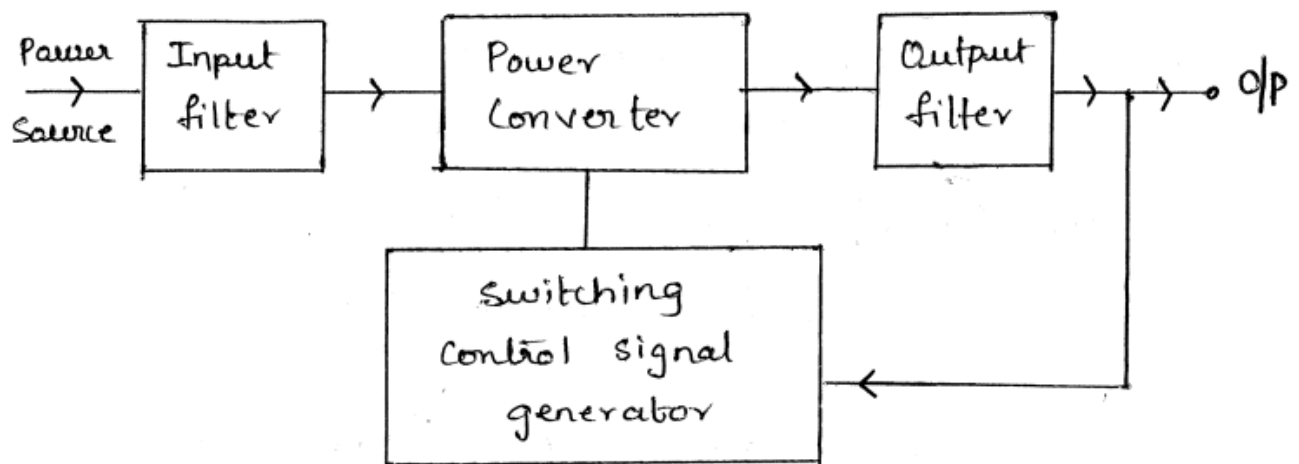 Power
Source
Input
filter
Power
Converter
Output
filter
O/P
Switching
Control signal
generator